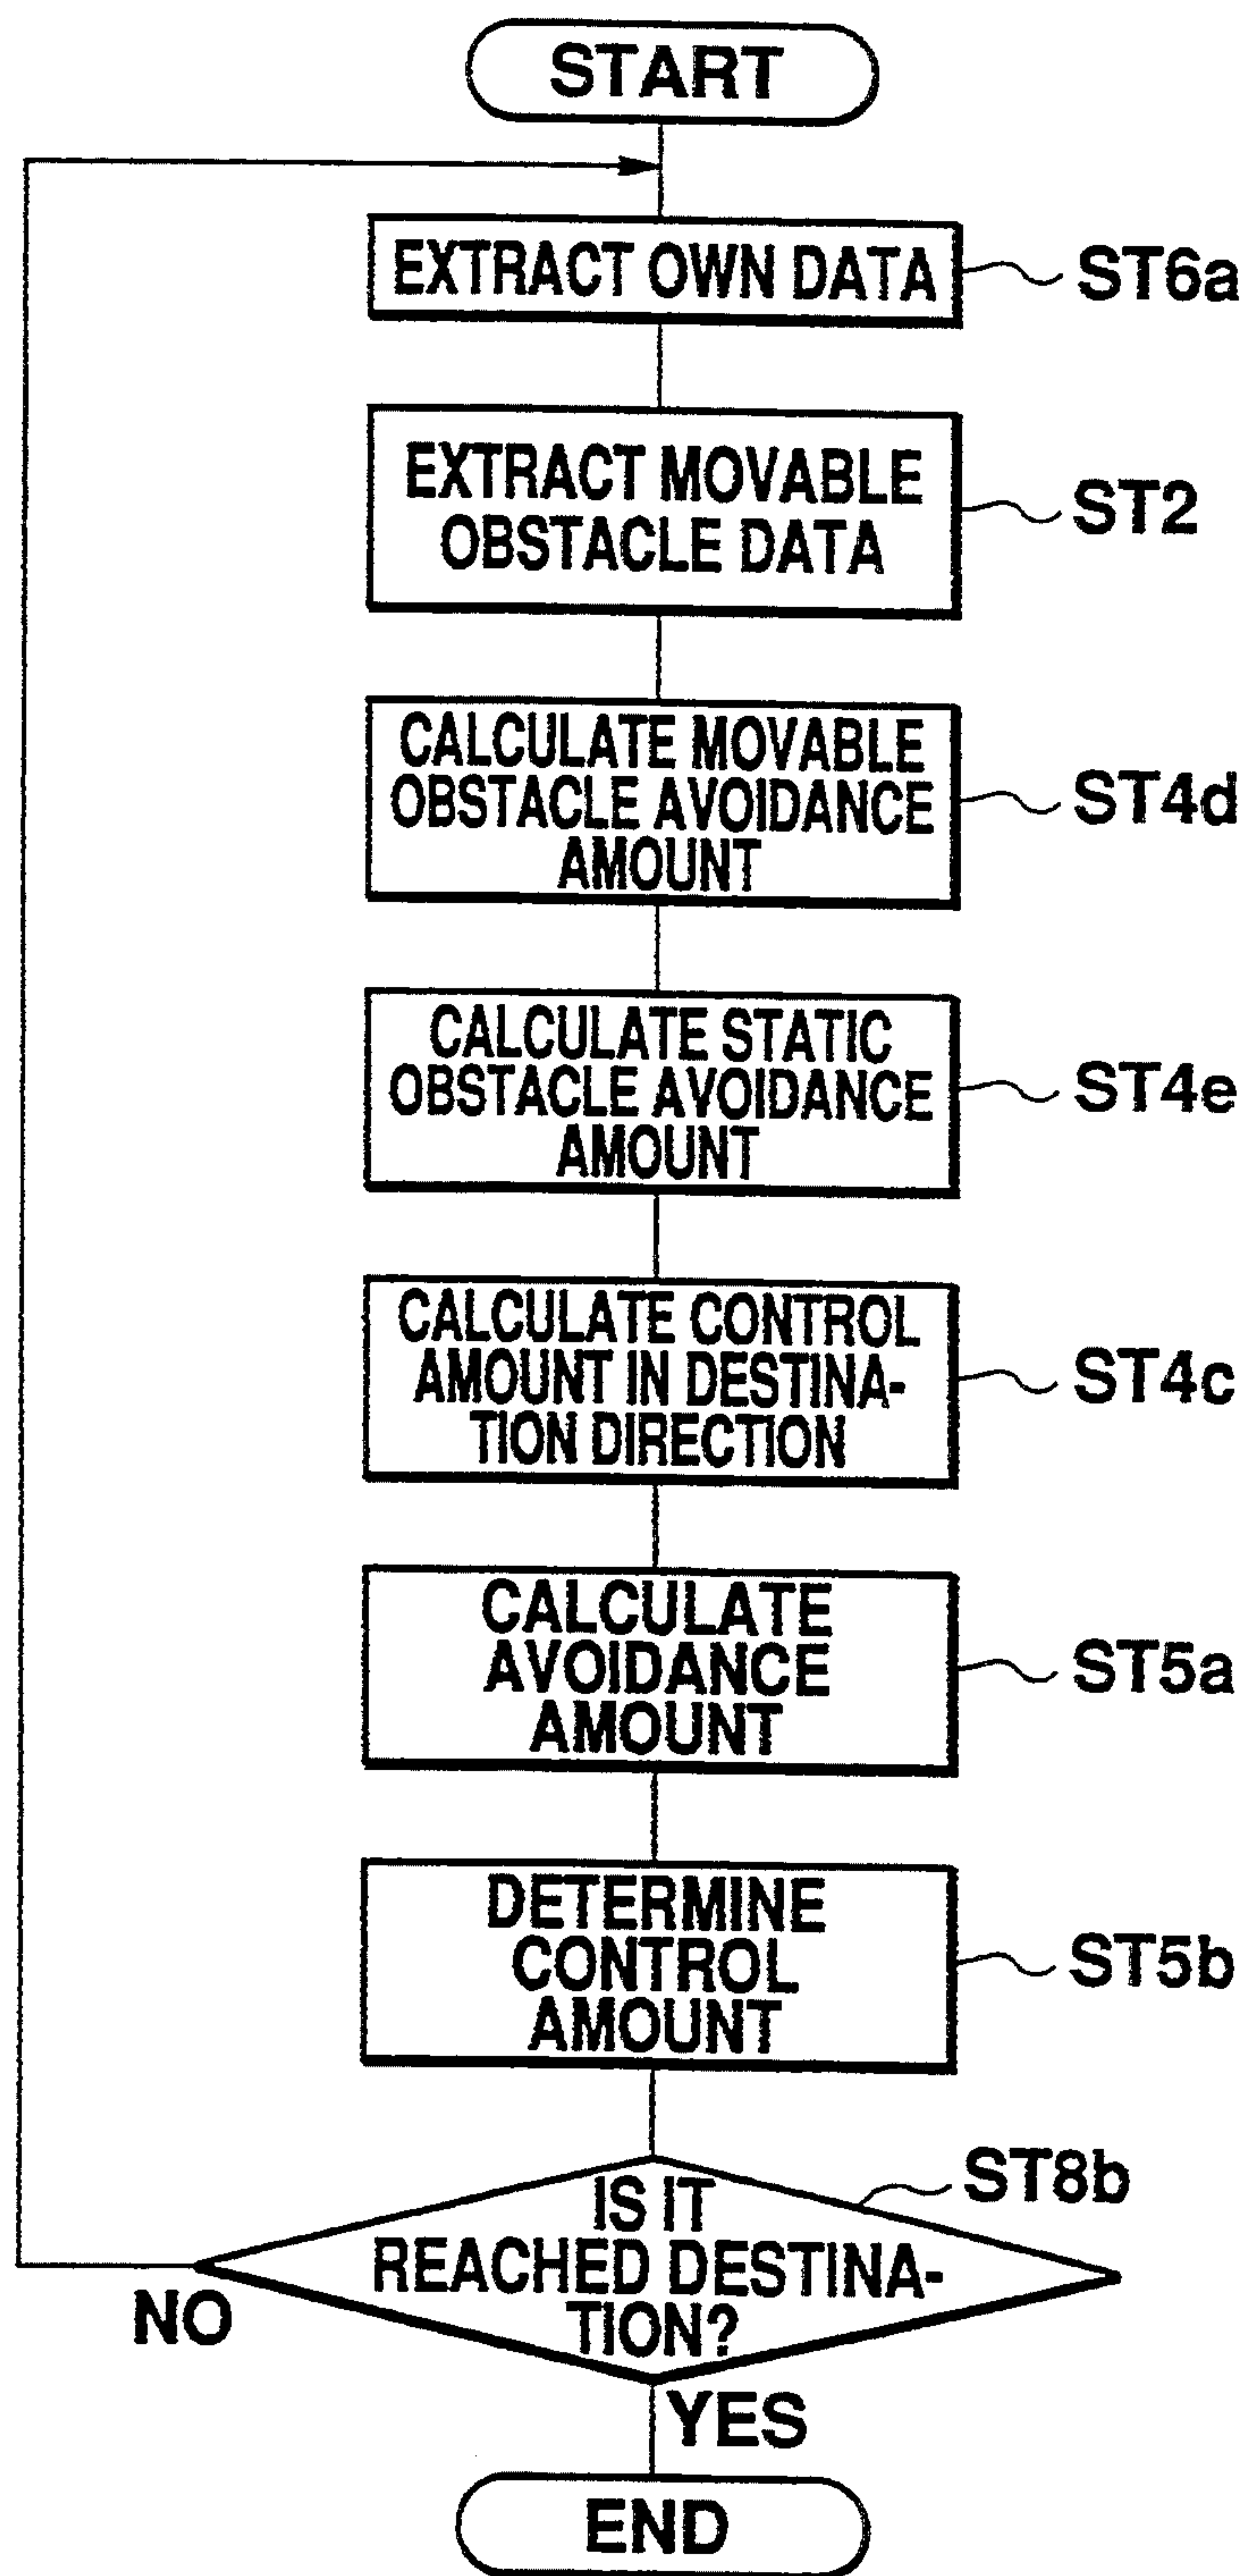 START
EXTRACT OWN DATA
ST6a
EXTRACT MOVABLE
OBSTACLE DATA
ST2
CALCULATE MOVABLE
OBSTACLE AVOIDANCE
AMOUNT
ST4d
CALCULATE STATIC
OBSTACLE AVOIDANCE
AMOUNT
ST4e
CALCULATE CONTROL
AMOUNT IN DESTINA-
TION DIRECTION
ST4c
CALCULATE
AVOIDANCE
AMOUNT
ST5a
DETERMINE
CONTROL
AMOUNT
ST5b
IS IT
REACHED DESTINA-
TION?
ST8b
NO
YES
END